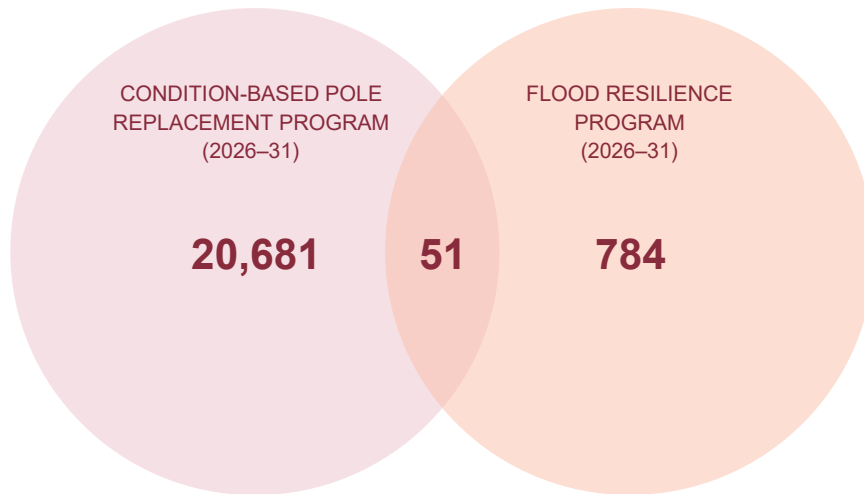 CONDITION-BASED POLE
REPLACEMENT PROGRAM
(2026–31)
FLOOD RESILIENCE
PROGRAM
(2026–31)
20,681
51
784